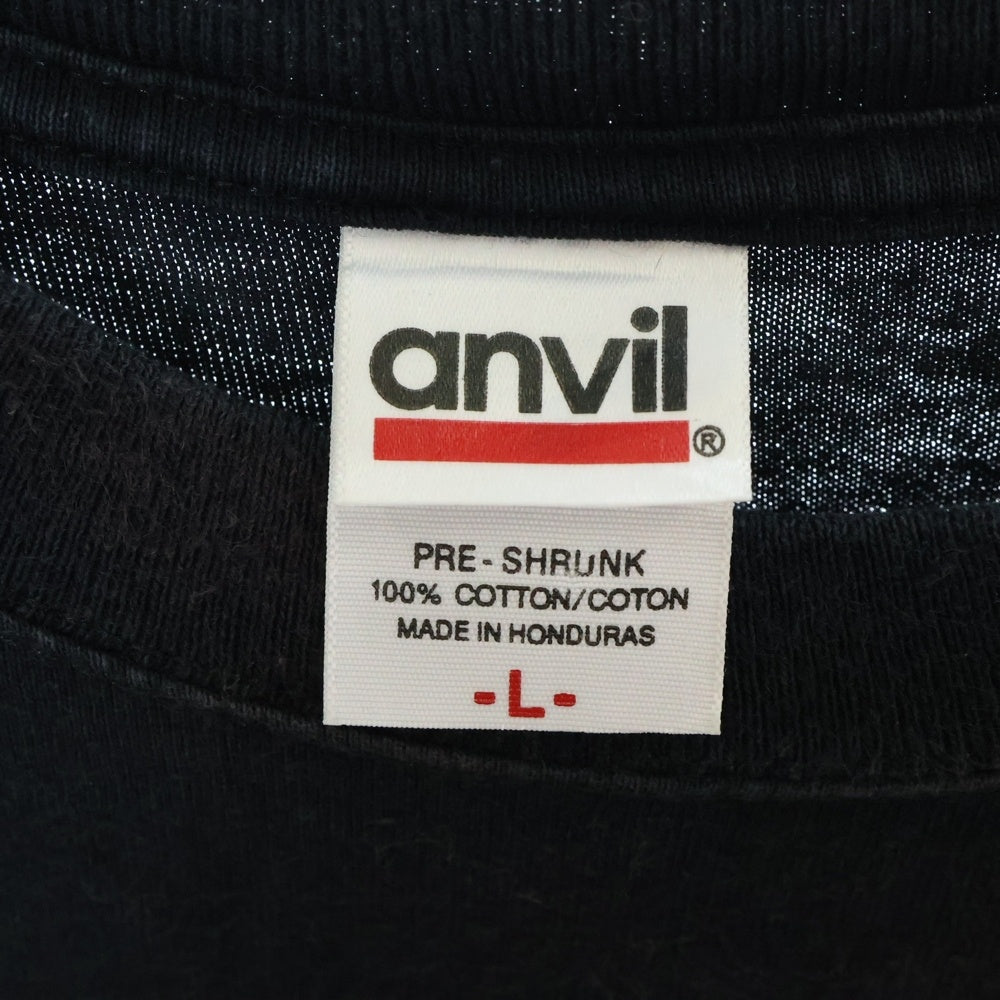 anvil
®
PRE-SHRUNK
100% COTTON/COTON
MADE IN HONDURAS
-L-